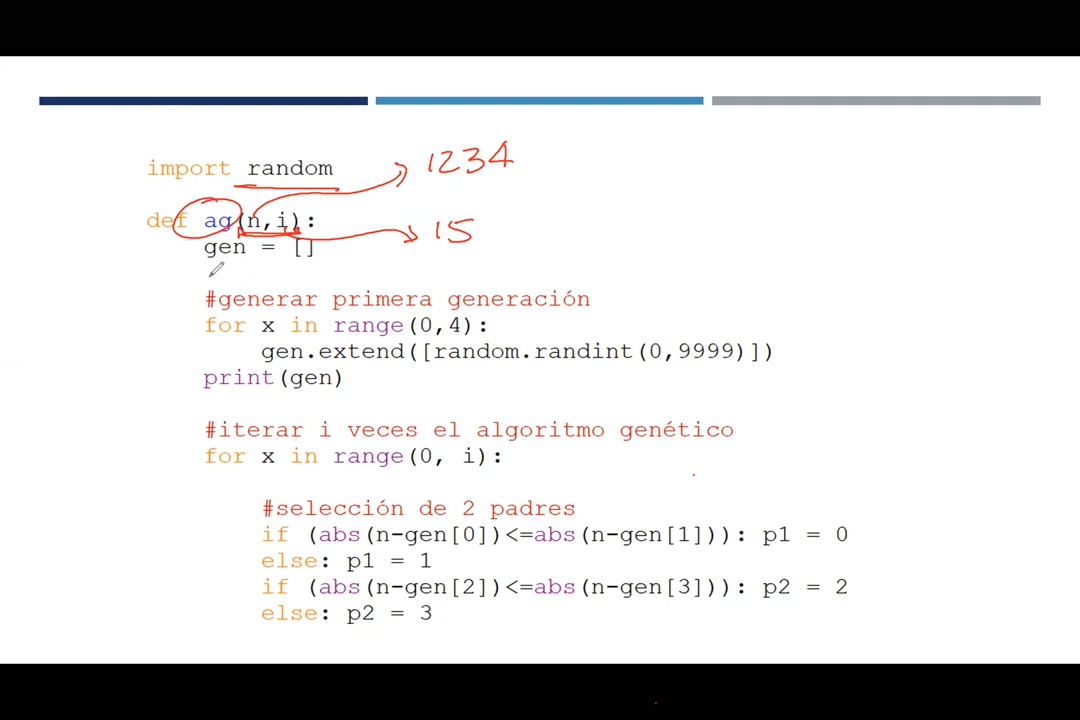 import random
1234
def ag(n,i):
15
gen = []
#generar primera generación
for x in range(0,4):
gen.extend([random.randint(0,9999)])
print(gen)
#iterar i veces el algoritmo genético
for x in range(0, i):
#selección de 2 padres
if (abs(n-gen[0])<=abs(n-gen[1])): p1 = 0
else: p1 = 1
if (abs(n-gen[2])<=abs(n-gen[3])): p2 = 2
else: p2 = 3